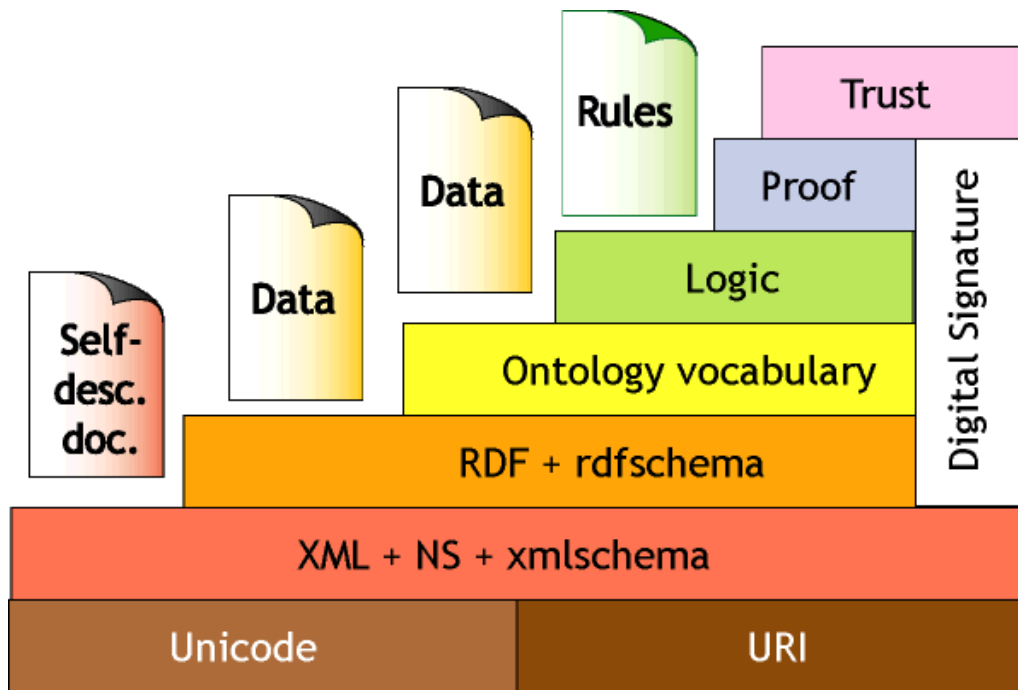 Rules
Trust
Data
Proof
Data
Logic
Self-
desc.
doc.
Ontology vocabulary
Digital Signature
RDF + rdfschema
XML + NS + xmlschema
Unicode
URI